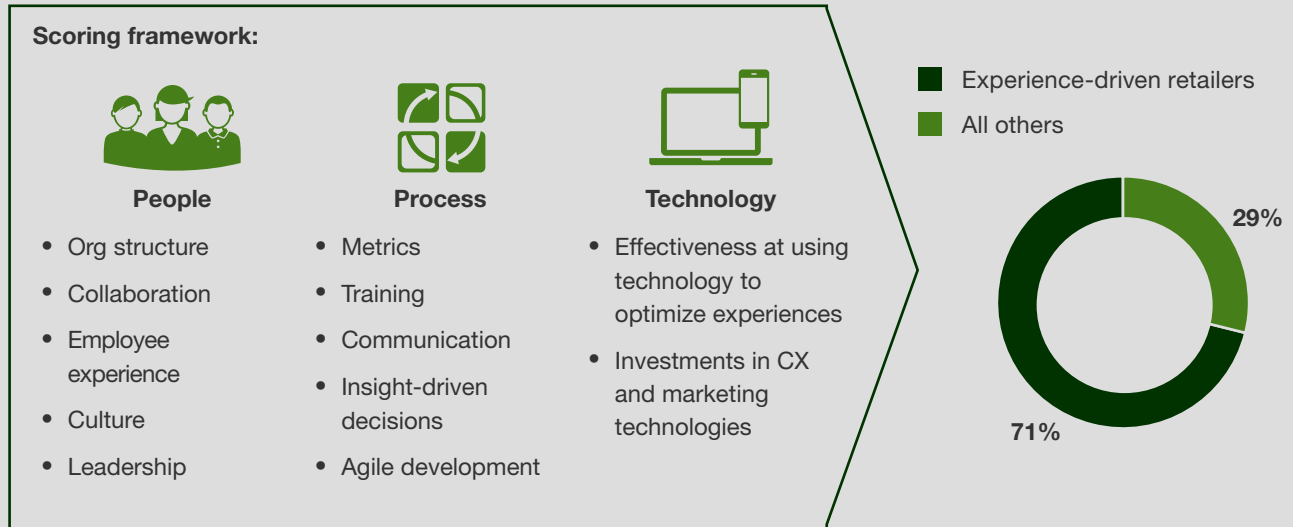 Scoring framework:
People
• Org structure
• Collaboration
• Employee
experience
• Culture
• Leadership
Process
• Metrics
• Training
• Communication
• Insight-driven
decisions
• Agile development
Technology
• Effectiveness at using
technology to
optimize experiences
• Investments in CX
and marketing
technologies
Experience-driven retailers
All others
29%
71%